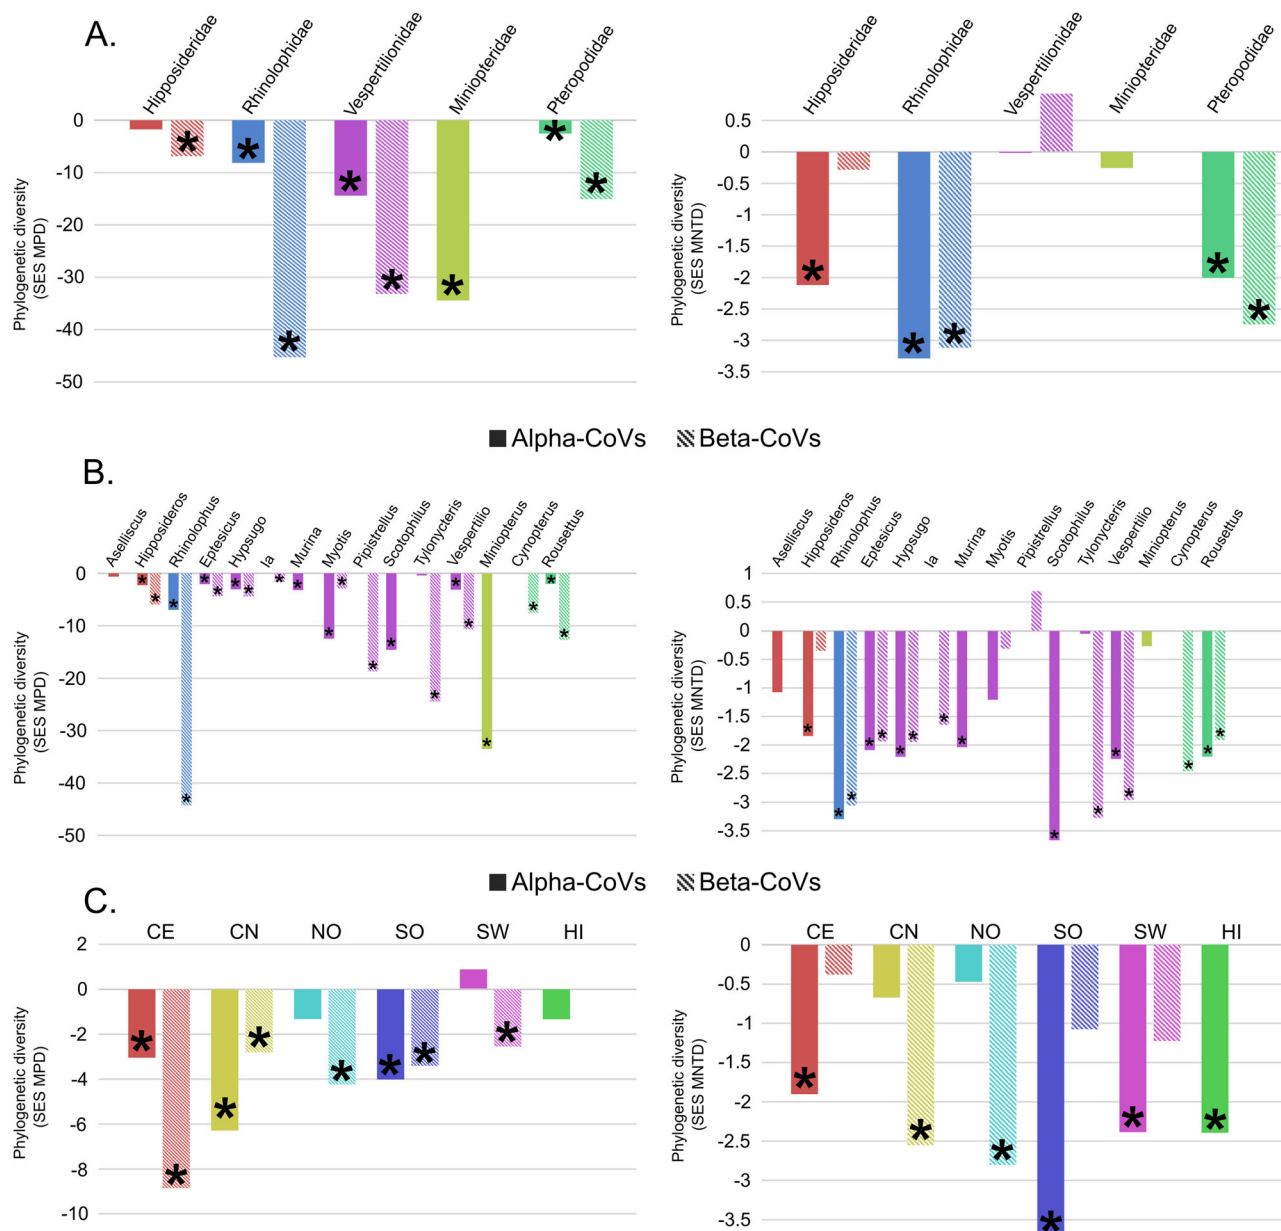 A.
Hipposideridae
Rhinolophidae
Vespertilionidae
Miniopteridae
Pteropodidae
0
-10
-20
-30
-40
-50
Phylogenetic diversity
(SES MPD)
Hipposideridae
Rhinolophidae
Vespertilionidae
Miniopteridae
Pteropodidae
0.5
0
-0.5
-1
-1.5
-2
-2.5
-3
-3.5
Phylogenetic diversity
(SES MNTD)
Alpha-CoVs Beta-CoVs
B.
Aselliscus
Hipposideros
Rhinolophus
Eptesicus
Hypsugo
Ia
Murina
Myotis
Pipistrellus
Scotophilus
Tylonycteris
Vespertilio
Miniopterus
Cynopterus
Rousettus
0
-10
-20
-30
-40
-50
Phylogenetic diversity
(SES MPD)
Aselliscus
Hipposideros
Rhinolophus
Eptesicus
Hypsugo
Ia
Murina
Myotis
Pipistrellus
Scotophilus
Tylonycteris
Vespertilio
Miniopterus
Cynopterus
Rousettus
1
0.5
0
-0.5
-1
-1.5
-2
-2.5
-3
-3.5
Phylogenetic diversity
(SES MNTD)
Alpha-CoVs Beta-CoVs
C.
CE CN NO SO SW HI
2
0
-2
-4
-6
-8
-10
Phylogenetic diversity
(SES MPD)
CE CN NO SO SW HI
0
-0.5
-1
-1.5
-2
-2.5
-3
-3.5
Phylogenetic diversity
(SES MNTD)